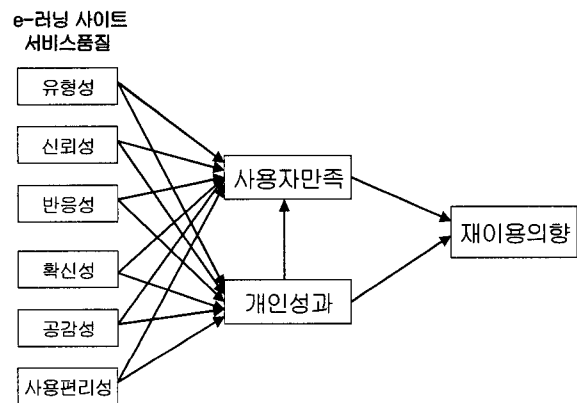 e-러닝 사이트
서비스품질
유형성
신뢰성
반응성
확신성
공감성
사용편리성
사용자만족
개인성과
재이용의향